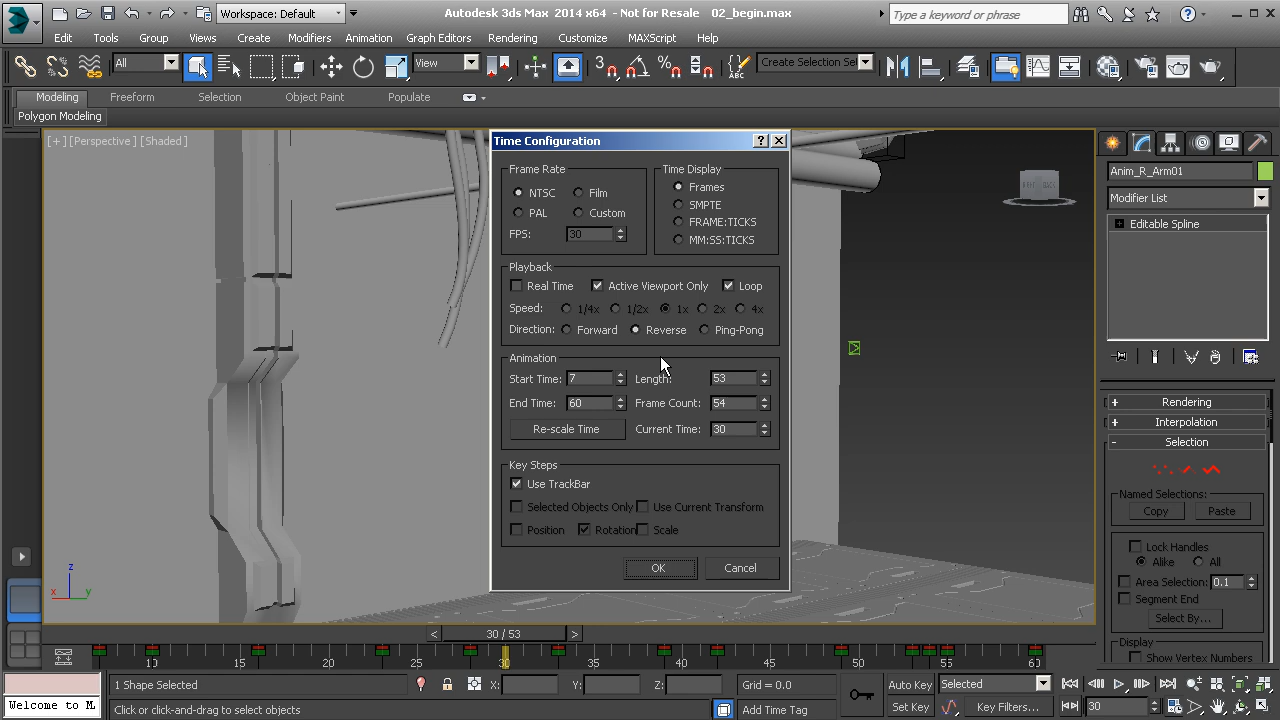 Workspace: Default
Autodesk 3ds Max 2014 x64 - Not for Resale 02_begin.max
Type a keyword or phrase
File Edit Tools Group Views Create Modifiers Animation Graph Editors Rendering Customize MAXScript Help
All
View
Create Selection Se
Modeling Freeform Selection Object Paint Populate
Polygon Modeling
[+] [Perspective] [Shaded]
Time Configuration
Frame Rate
NTSC Film
PAL Custom
FPS: 30
Time Display
Frames
SMPTE
FRAME:TICKS
MM:SS:TICKS
Playback
Real Time Active Viewport Only Loop
Speed: 1/4x 1/2x 1x 2x 4x
Direction: Forward Reverse Ping-Pong
Animation
Start Time: 7 Length: 53
End Time: 60 Frame Count: 54
Re-scale Time Current Time: 30
Key Steps
Use TrackBar
Selected Objects Only Use Current Transform
Position Rotation Scale
OK Cancel
Anim_R_Arm01
Modifier List
Editable Spline
+ Rendering
+ Interpolation
- Selection
Named Selections:
Copy Paste
Lock Handles
Alike All
Area Selection: 0.1
Segment End
Select By...
Display
Show Vertex Numbers
z
x y
< 30 / 53 >
10 15 20 25 30 35 40 45 50 55 60
1 Shape Selected X: Y: Z: Grid = 0.0
Auto Key Selected
Welcome to M
Click or click-and-drag to select objects
Add Time Tag
Set Key Key Filters... 30